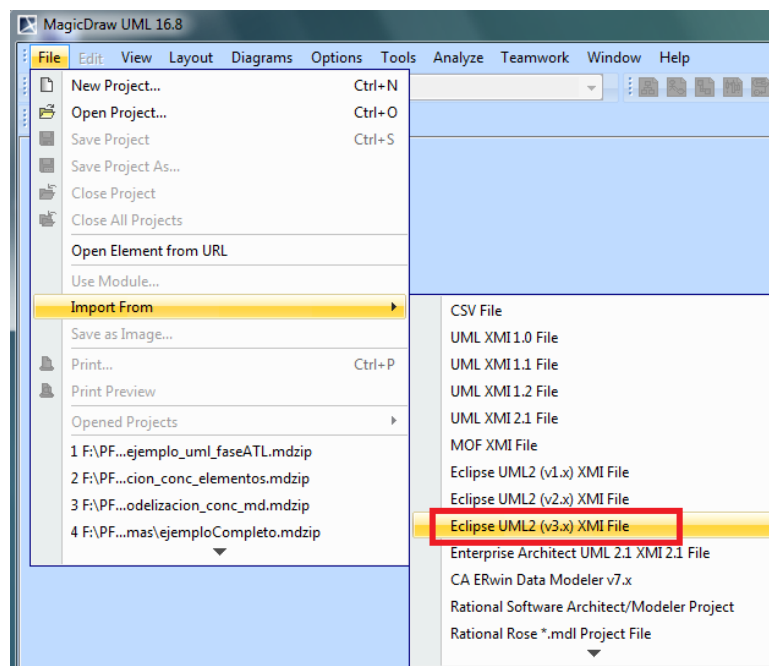 MagicDraw UML 16.8
File Edit View Layout Diagrams Options Tools Analyze Teamwork Window Help
New Project... Ctrl+N
Open Project... Ctrl+O
Save Project Ctrl+S
Save Project As...
Close Project
Close All Projects
Open Element from URL
Use Module...
Import From
Save as Image...
Print... Ctrl+P
Print Preview
Opened Projects
1 F:\PF...ejemplo_uml_faseATL.mdzip
2 F:\PF...cion_conc_elementos.mdzip
3 F:\PF...odelizacion_conc_md.mdzip
4 F:\PF...mas\ejemploCompleto.mdzip
CSV File
UML XMI 1.0 File
UML XMI 1.1 File
UML XMI 1.2 File
UML XMI 2.1 File
MOF XMI File
Eclipse UML2 (v1.x) XMI File
Eclipse UML2 (v2.x) XMI File
Eclipse UML2 (v3.x) XMI File
Enterprise Architect UML 2.1 XMI 2.1 File
CA ERwin Data Modeler v7.x
Rational Software Architect/Modeler Project
Rational Rose *.mdl Project File